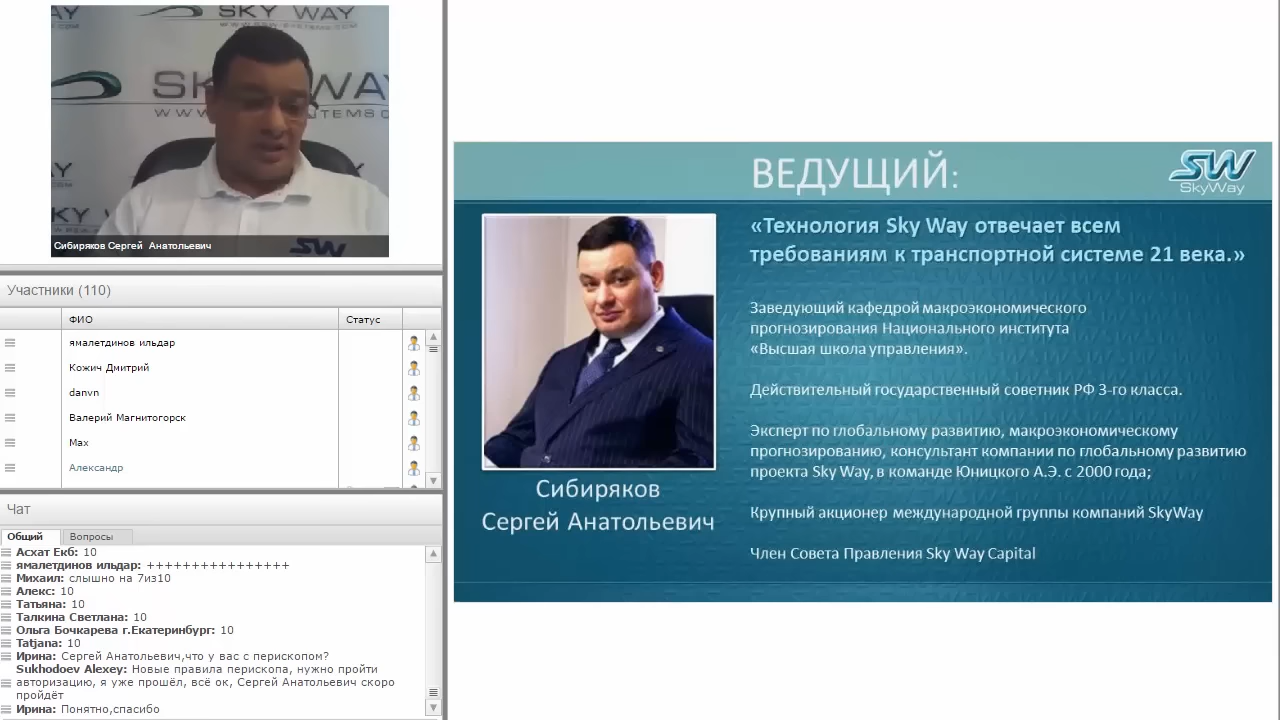 SKY WAY
SKY WAY
Сибиряков Сергей  Анатольевич
SW
Участники (110)
ФИО
Статус
ямалетдинов ильдар
Кожич Дмитрий
danvn
Валерий Магнитогорск
Max
Александр
Чат
Общий
Вопросы
Асхат Екб: 10
ямалетдинов ильдар: ++++++++++++++++
Михаил: слышно на 7из10
Алекс: 10
Татьяна: 10
Талкина Светлана: 10
Ольга Бочкарева г.Екатеринбург: 10
Tatjana: 10
Ирина: Сергей Анатольевич,что у вас с перископом?
Sukhodoev Alexey: Новые правила перископа, нужно пройти
авторизацию, я уже прошёл, всё ок, Сергей Анатольевич скоро
пройдёт
Ирина: Понятно,спасибо
ВЕДУЩИЙ:
SW
SkyWay
«Технология Sky Way отвечает всем
требованиям к транспортной системе 21 века.»
Заведующий кафедрой макроэкономического
прогнозирования Национального института
«Высшая школа управления».
Действительный государственный советник РФ 3-го класса.
Эксперт по глобальному развитию, макроэкономическому
прогнозированию, консультант компании по глобальному развитию
проекта Sky Way, в команде Юницкого А.Э. с 2000 года;
Крупный акционер международной группы компаний SkyWay
Член Совета Правления Sky Way Capital
Сибиряков
Сергей Анатольевич